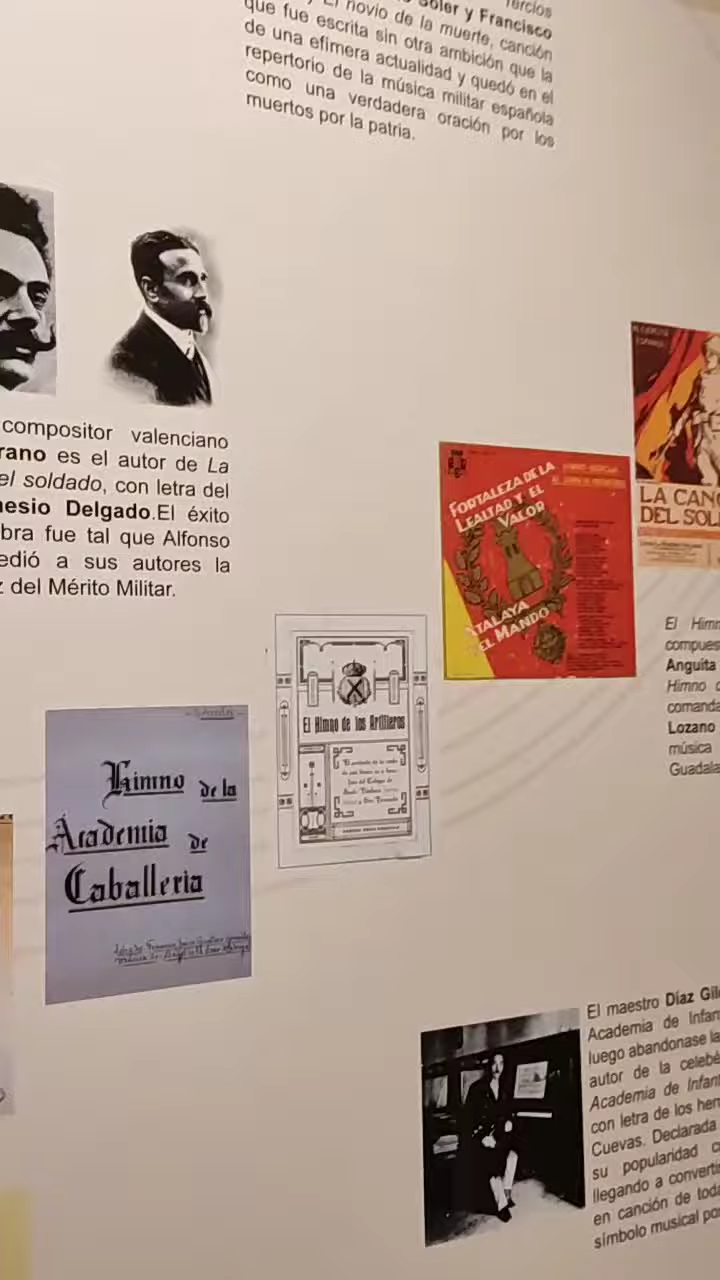 Tercios
Soler y Francisco
El novio de la muerte, canción
que fue escrita sin otra ambición que la
de una efímera actualidad y quedó en el
repertorio de la música militar española
como una verdadera oración por los
muertos por la patria.
compositor valenciano
rano es el autor de La
el soldado, con letra del
nesio Delgado.El éxito
bra fue tal que Alfonso
edió a sus autores la
z del Mérito Militar.
FORTALEZA DE LA
LEALTAD Y EL
VALOR
ATALAYA
DEL MANDO
LA CANC
DEL SOL
El Himn
compues
Anguita
Himno d
comanda
Lozano
música
Guadala
El Himno de los Artilleros
Himno de la
Academia de
Caballeria
El maestro Díaz Gil
Academia de Infan
luego abandonase la
autor de la celebé
Academia de Infant
con letra de los her
Cuevas. Declarada
su popularidad c
llegando a converti
en canción de toda
símbolo musical po